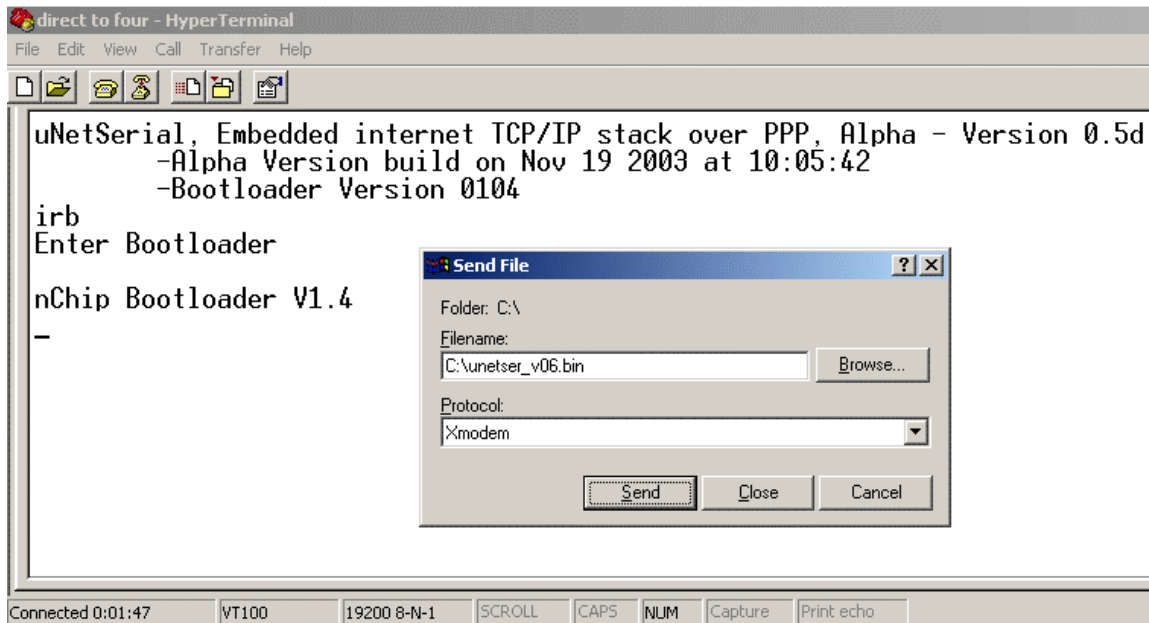 direct to four - HyperTerminal
File Edit View Call Transfer Help
uNetSerial, Embedded internet TCP/IP stack over PPP, Alpha - Version 0.5d
-Alpha Version build on Nov 19 2003 at 10:05:42
-Bootloader Version 0104
irb
Enter Bootloader
nChip Bootloader V1.4
_
Send File
Folder: C:\
Filename:
C:\unetser_v06.bin
Browse...
Protocol:
Xmodem
Send Close Cancel
Connected 0:01:47 VT100 19200 8-N-1 SCROLL CAPS NUM Capture Print echo